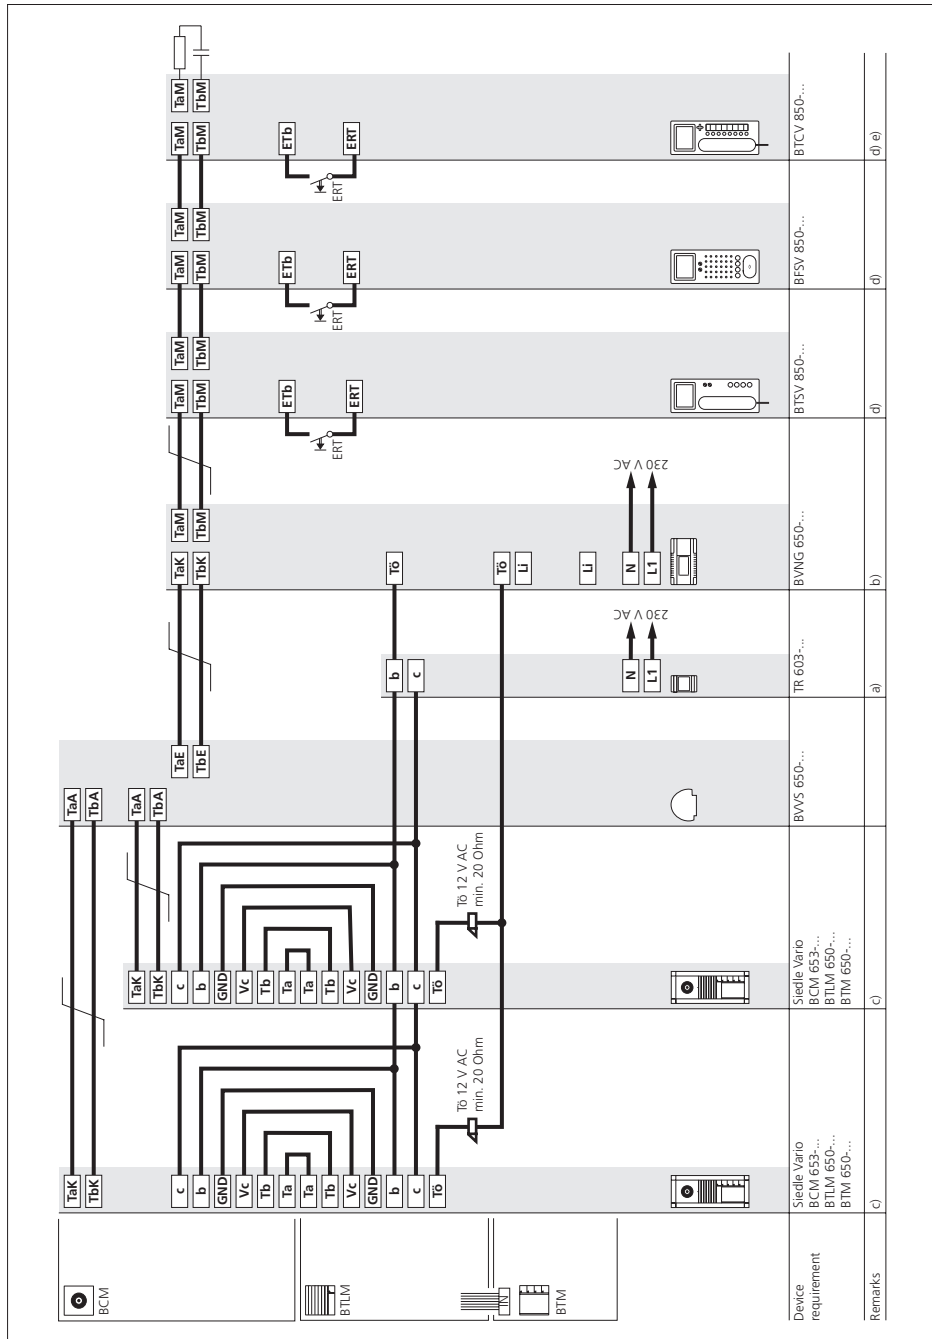 TaK TaA
TbK TbA
BCM
TaK TaA
TbK TbA
c c TaE TaK TaM TaM TaM TaM TaM TaM TaM
b b TbE TbK TbM TbM TbM TbM TbM TbM TbM
GND GND
Vc Vc
Tb Tb
Ta Ta ETb ETb ETb
Ta Ta
Tb Tb
ERT ERT ERT
BTLM
Vc Vc ERT ERT ERT
GND GND
b b b Tö
c c c
Tö Tö
Tö 12 V AC
min. 20 Ohm
Tö 12 V AC
min. 20 Ohm
IN Tö
Li
BTM
Li
N N
230 V AC 230 V AC
L1 L1
Device
requirement
Siedle Vario
BCM 653-...
BTLM 650-...
BTM 650-...
Siedle Vario
BCM 653-...
BTLM 650-...
BTM 650-...
BVVS 650-...
TR 603-...
BVNG 650-...
BTSV 850-...
BFSV 850-...
BTCV 850-...
Remarks c) c) a) b) d) d) d) e)